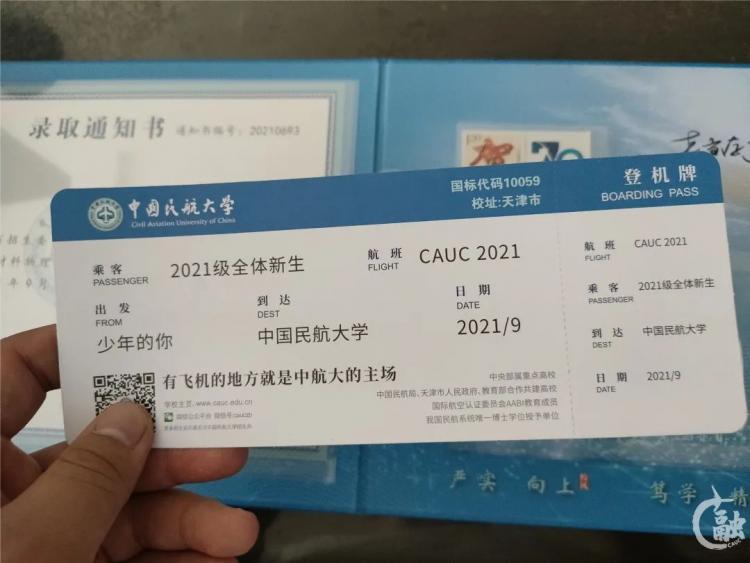 录取通知书 通知书编号:20210693
中国民航大学
Civil Aviation University of China
国标代码10059
校址:天津市
登机牌
BOARDING PASS
乘客
PASSENGER
2021级全体新生
航班
FLIGHT
CAUC 2021
出发
FROM
少年的你
到达
DEST
中国民航大学
日期
DATE
2021/9
有飞机的地方就是中航大的主场
学校主页:www.cauc.edu.cn
中央部属重点高校
中国民航局、天津市人民政府、教育部合作共建高校
国际航空认证委员会AABI教育成员
我国民航系统唯一博士学位授予单位
航班
FLIGHT
CAUC 2021
乘客
PASSENGER
2021级全体新生
到达
DEST
中国民航大学
日期
DATE
2021/9
严实 向上
笃学 精
融
CAUC